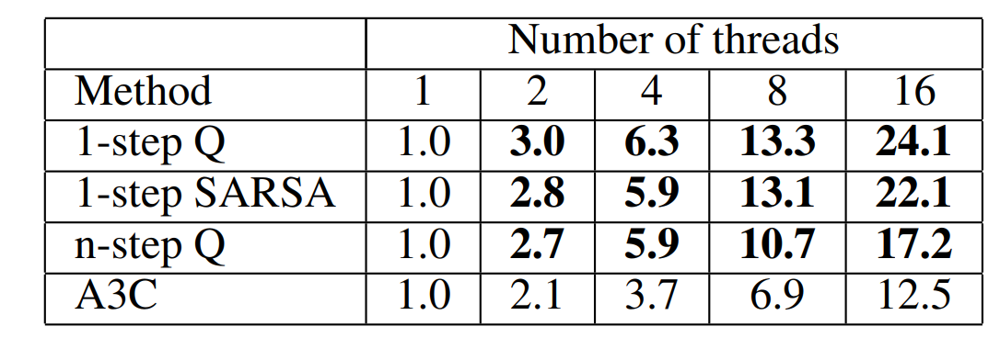 Number of threads
Method 1 2 4 8 16
1-step Q 1.0 3.0 6.3 13.3 24.1
1-step SARSA 1.0 2.8 5.9 13.1 22.1
n-step Q 1.0 2.7 5.9 10.7 17.2
A3C 1.0 2.1 3.7 6.9 12.5